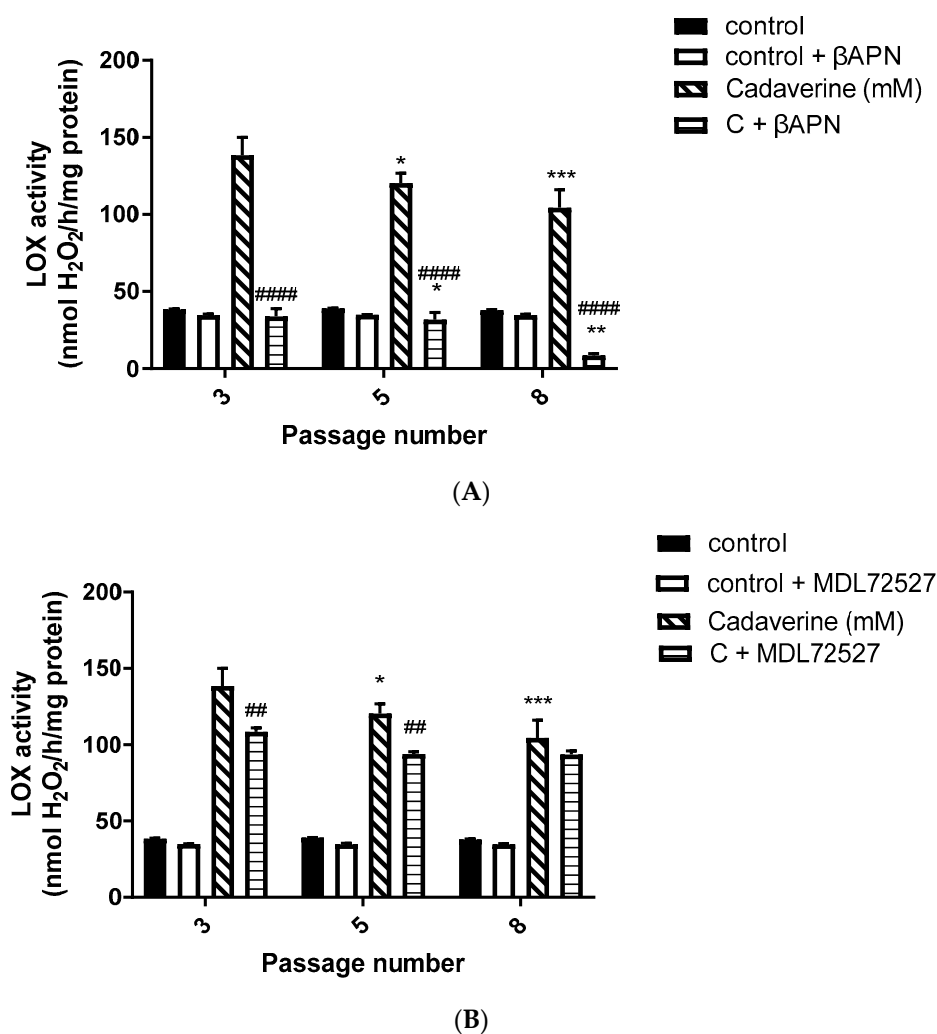 control
control + βAPN
Cadaverine (mM)
C + βAPN
LOX activity
(nmol H₂O₂/h/mg protein)
200
150
100
50
0
*
***
####
####
*
####
**
3
5
8
Passage number
(A)
control
control + MDL72527
Cadaverine (mM)
C + MDL72527
LOX activity
(nmol H₂O₂/h/mg protein)
200
150
100
50
0
##
*
##
***
3
5
8
Passage number
(B)